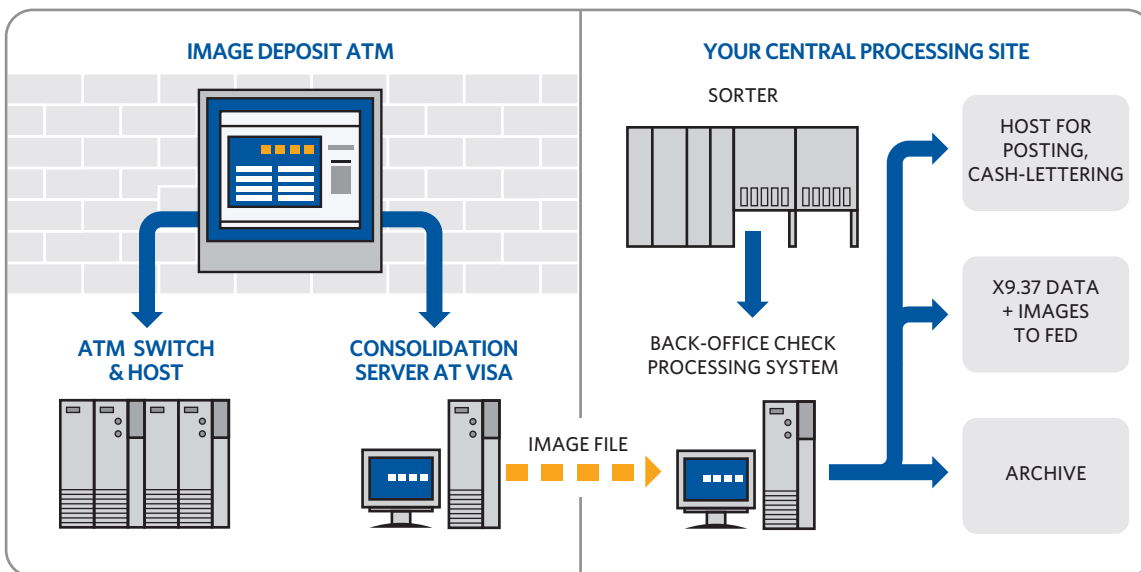 IMAGE DEPOSIT ATM
ATM SWITCH
& HOST
CONSOLIDATION
SERVER AT VISA
IMAGE FILE
YOUR CENTRAL PROCESSING SITE
SORTER
BACK-OFFICE CHECK
PROCESSING SYSTEM
HOST FOR
POSTING,
CASH-LETTERING
X9.37 DATA
+ IMAGES
TO FED
ARCHIVE